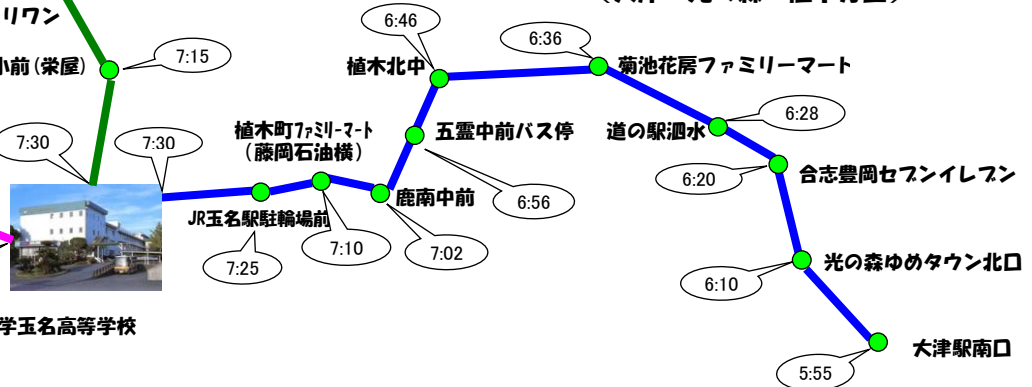 リワン
小前(栄屋)
7:15
7:30
7:30
植木町ファミリーマート
(藤岡石油横)
JR玉名駅駐輪場前
7:25
7:10
鹿南中前
7:02
五霊中前バス停
6:56
植木北中
6:46
6:36
菊池花房ファミリーマート
道の駅泗水
6:28
6:20
合志豊岡セブンイレブン
光の森ゆめタウン北口
6:10
大津駅南口
5:55
学玉名高等学校